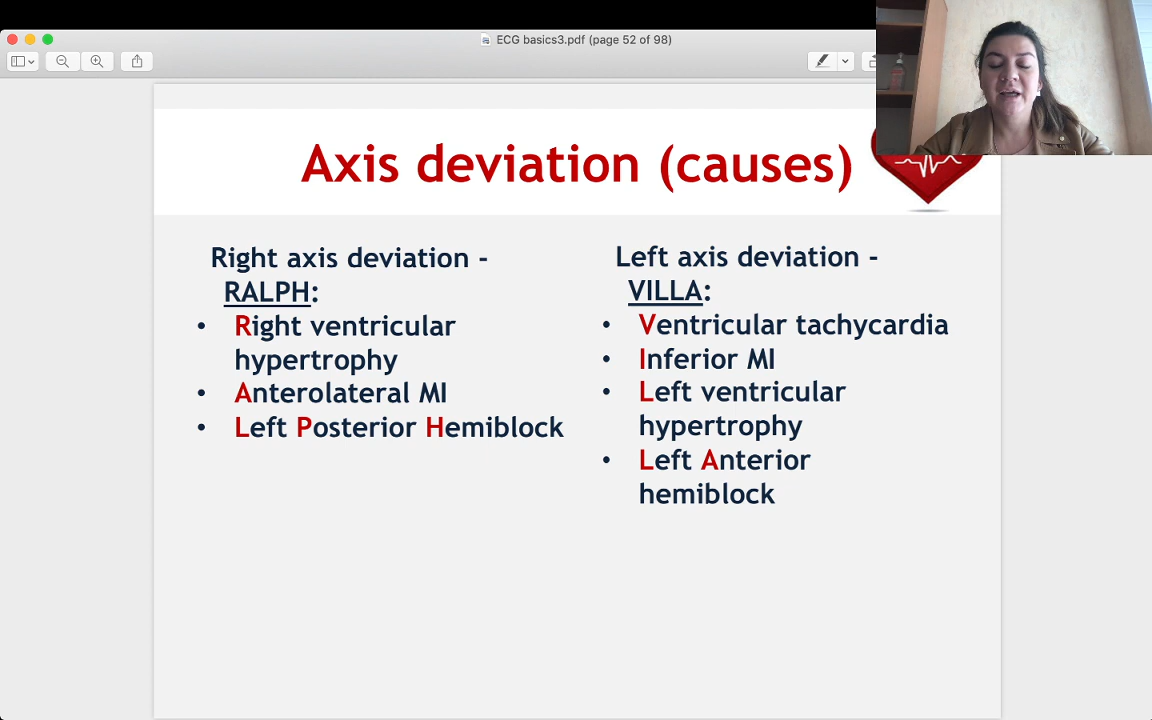 ECG basics3.pdf (page 52 of 98)
Axis deviation (causes)
Right axis deviation -
RALPH:
• Right ventricular
hypertrophy
• Anterolateral MI
• Left Posterior Hemiblock
Left axis deviation -
VILLA:
• Ventricular tachycardia
• Inferior MI
• Left ventricular
hypertrophy
• Left Anterior
hemiblock